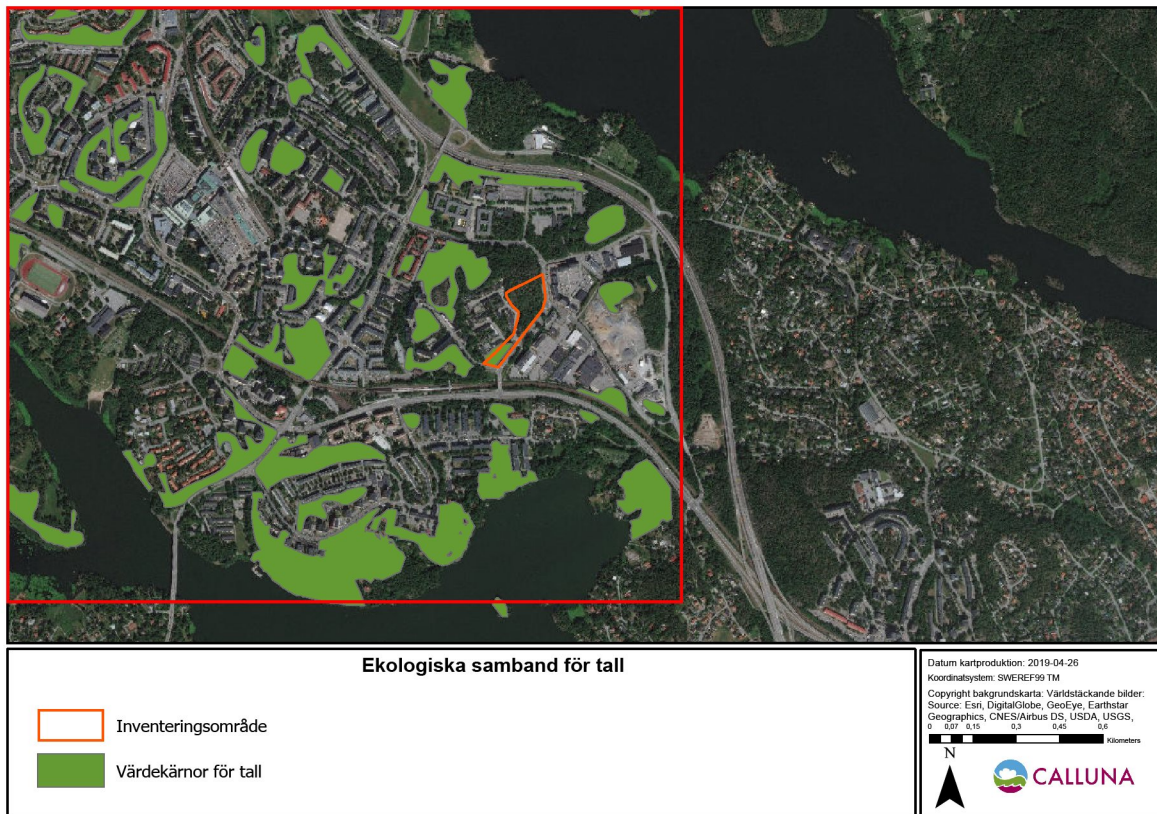 Ekologiska samband för tall
Inventeringsområde
Värdekärnor för tall
Datum kartproduktion: 2019-04-26
Koordinatsystem: SWEREF99 TM
Copyright bakgrundskarta: Världstäckande bilder:
Source: Esri, DigitalGlobe, GeoEye, Earthstar
Geographics, CNES/Airbus DS, USDA, USGS,
0 0,07 0,15 0,3 0,45 0,6
Kilometers
N
CALLUNA